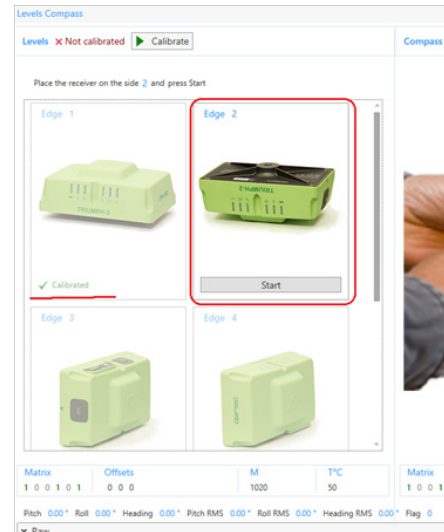 Levels Compass
Levels × Not calibrated Calibrate
Compass
Place the receiver on the side 2 and press Start
Edge 1
Edge 2
TRIUMPH-2
TRIUMPH-2
✓ Calibrated
Start
Edge 3
Edge 4
Matrix Offsets M T°C
1 0 0 1 0 1 0 0 0 1020 50
Matrix
1 0 0 1
Pitch 0.00° Roll 0.00° Heading 0.00° Pitch RMS 0.00° Roll RMS 0.00° Heading RMS 0.00° Flag 0
× Raw